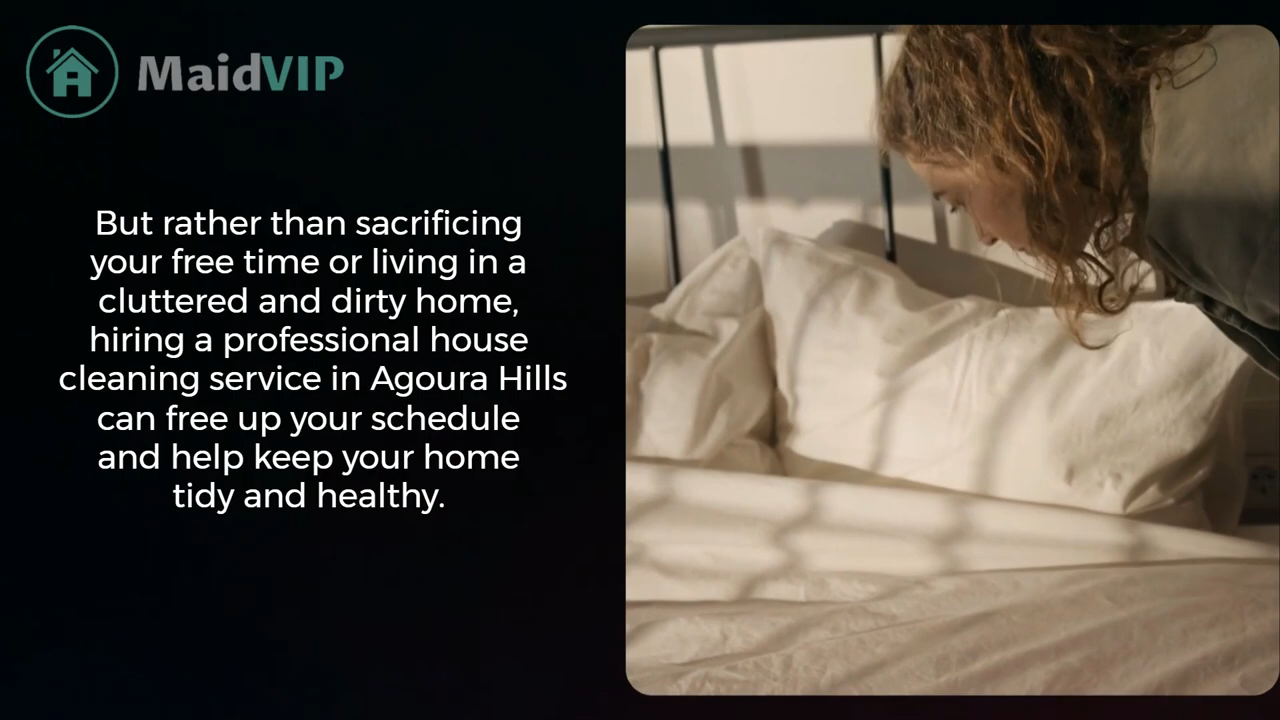 MaidVIP
But rather than sacrificing
your free time or living in a
cluttered and dirty home,
hiring a professional house
cleaning service in Agoura Hills
can free up your schedule
and help keep your home
tidy and healthy.